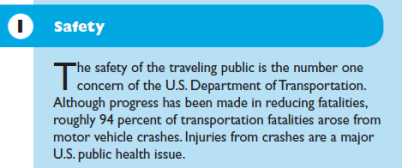 1 Safety
The safety of the traveling public is the number one
concern of the U.S. Department of Transportation.
Although progress has been made in reducing fatalities,
roughly 94 percent of transportation fatalities arose from
motor vehicle crashes. Injuries from crashes are a major
U.S. public health issue.